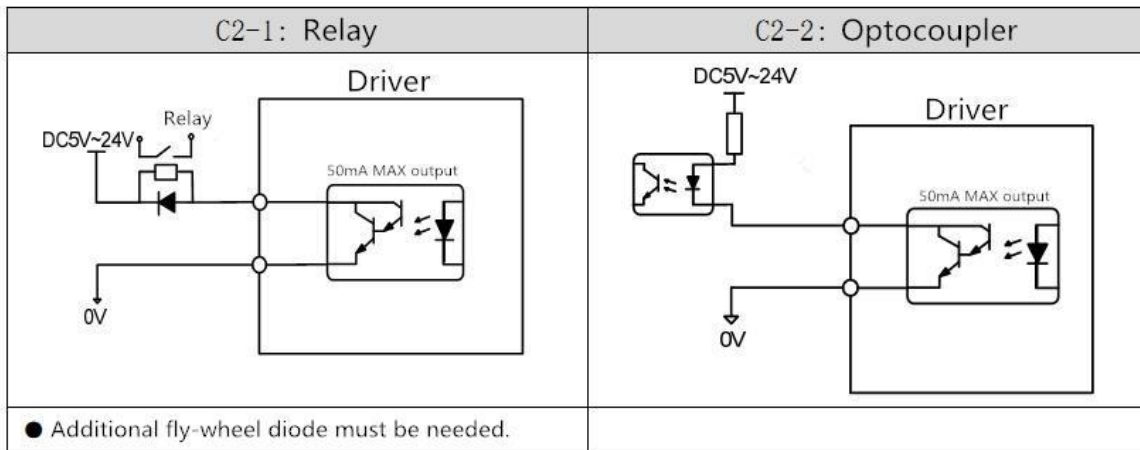 C2-1: Relay
C2-2: Optocoupler
Driver
Relay
DC5V~24V
50mA MAX output
0V
DC5V~24V
Driver
50mA MAX output
0V
● Additional fly-wheel diode must be needed.